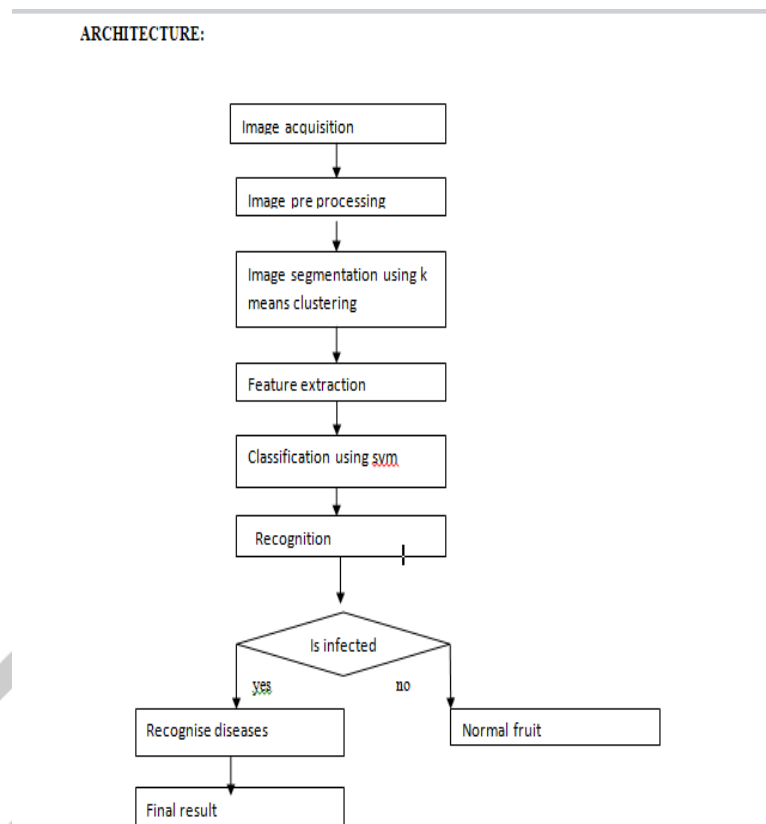 ARCHITECTURE:
Image acquisition
Image pre processing
Image segmentation using k
means clustering
Feature extraction
Classification using svm
Recognition
Is infected
yes
no
Recognise diseases
Normal fruit
Final result